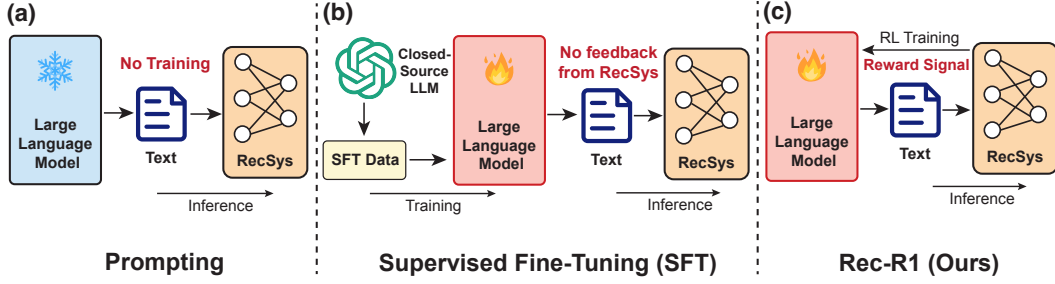 (a)
Large
Language
Model
No Training
Text
RecSys
Inference
Prompting
(b)
Closed-
Source
LLM
SFT Data
Training
Large
Language
Model
No feedback
from RecSys
Text
RecSys
Inference
Supervised Fine-Tuning (SFT)
(c)
Large
Language
Model
RL Training
Reward Signal
Text
RecSys
Inference
Rec-R1 (Ours)